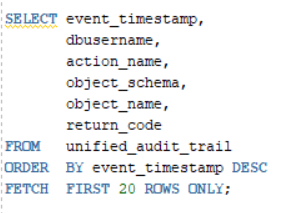 SELECT event_timestamp,
dbusername,
action_name,
object_schema,
object_name,
return_code
FROM unified_audit_trail
ORDER BY event_timestamp DESC
FETCH FIRST 20 ROWS ONLY;